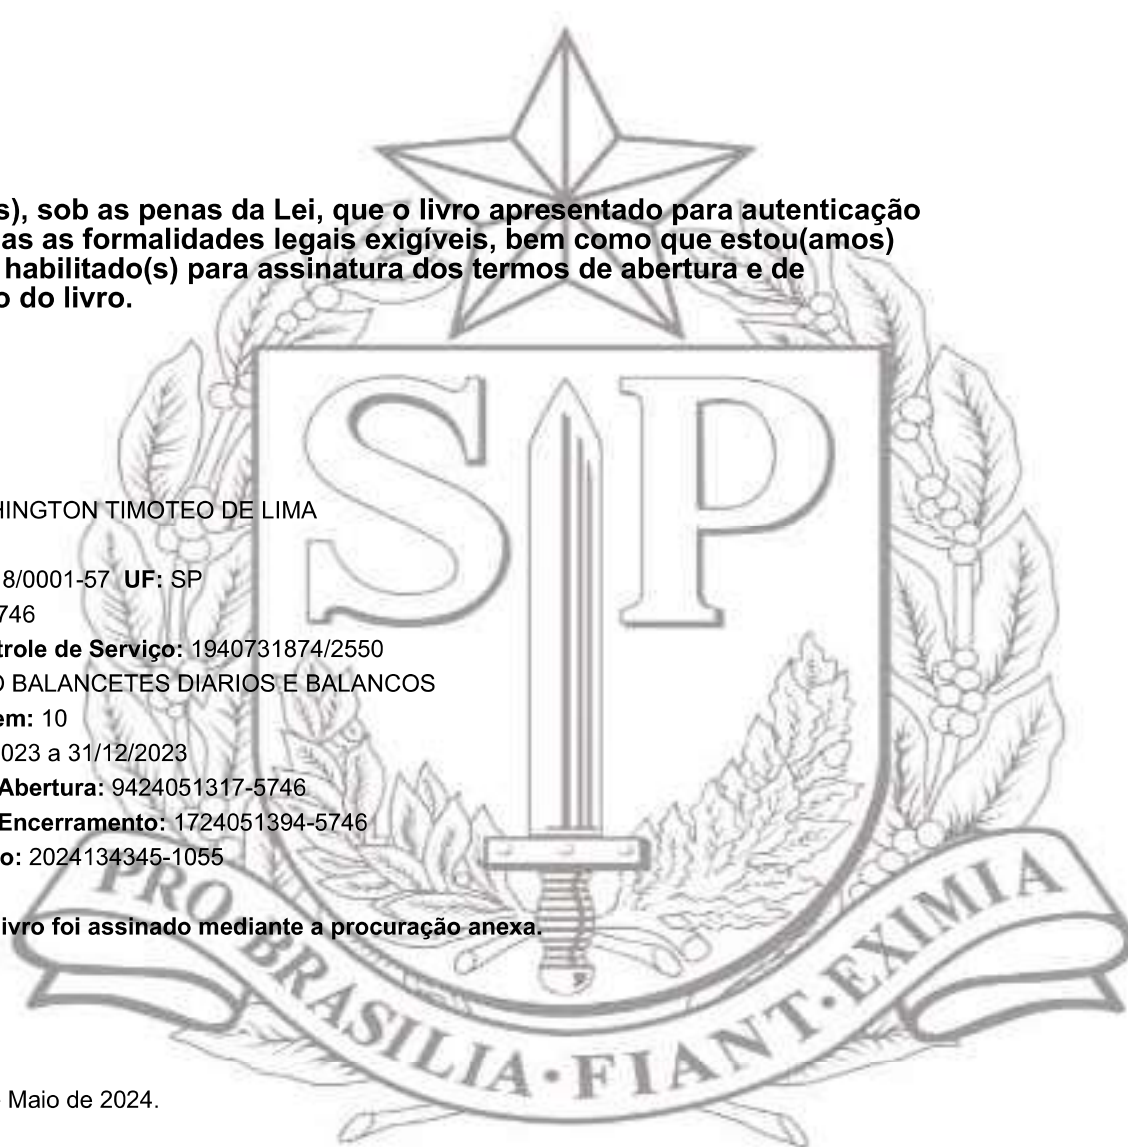 s), sob as penas da Lei, que o livro apresentado para autenticação
as as formalidades legais exigíveis, bem como que estou(amos)
habilitado(s) para assinatura dos termos de abertura e de
o do livro.
HINGTON TIMOTEO DE LIMA
8/0001-57 UF: SP
746
trole de Serviço: 1940731874/2550
O BALANCETES DIARIOS E BALANCOS
em: 10
023 a 31/12/2023
Abertura: 9424051317-5746
Encerramento: 1724051394-5746
o: 2024134345-1055
ivro foi assinado mediante a procuração anexa.
Maio de 2024.
SP
PRO BRASILIA·FIANT·EXIMIA